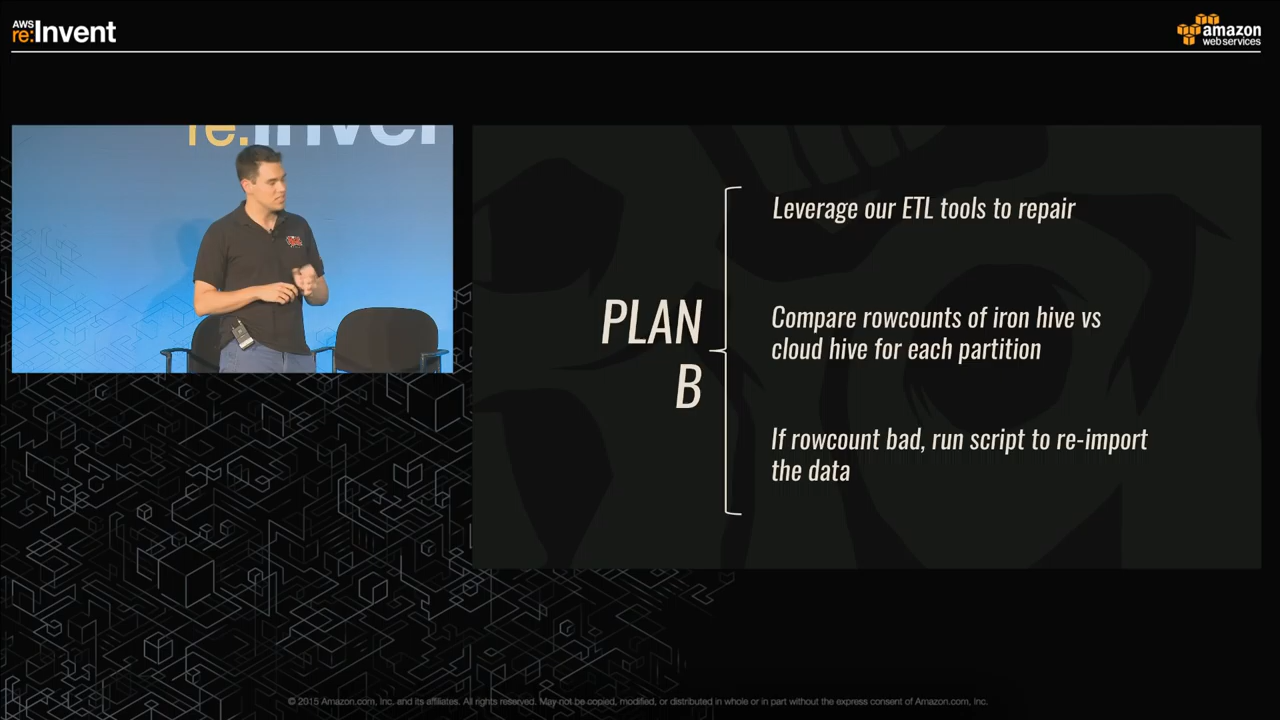 AWS
re:Invent
amazon
web services
re:Inven
PLAN
B
Leverage our ETL tools to repair
Compare rowcounts of iron hive vs
cloud hive for each partition
If rowcount bad, run script to re-import
the data
© 2015 Amazon.com, Inc. and its affiliates. All rights reserved. May not be copied, modified, or distributed in whole or in part without the express consent of Amazon.com, Inc.